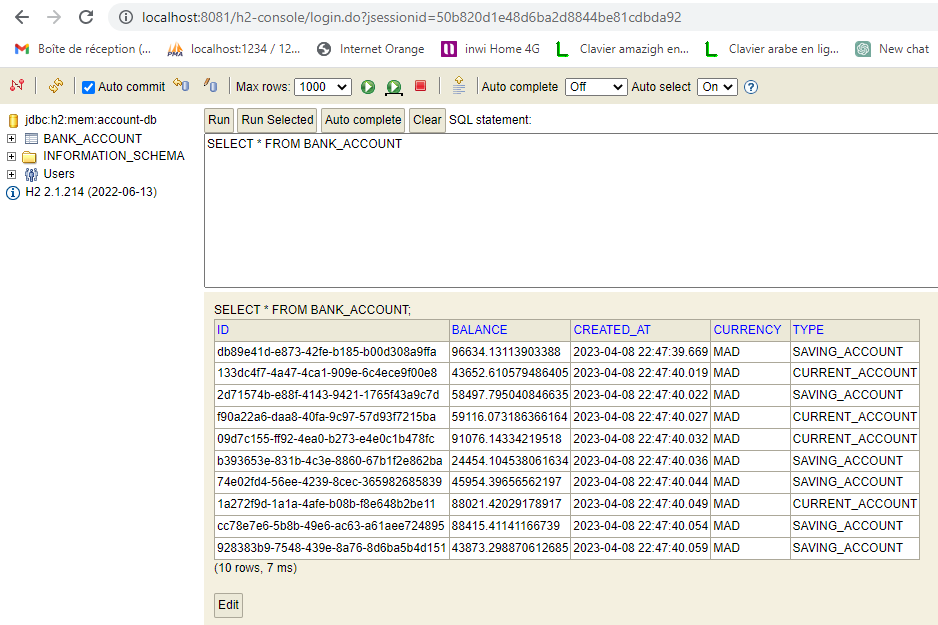 localhost:8081/h2-console/login.do?jsessionid=50b820d1e48d6ba2d8844be81cdbda92
Boîte de réception (... localhost:1234 / 12... Internet Orange inwi Home 4G Clavier amazigh en... Clavier arabe en lig... New chat
Auto commit Max rows: 1000 Auto complete Off Auto select On
jdbc:h2:mem:account-db
BANK_ACCOUNT
INFORMATION_SCHEMA
Users
H2 2.1.214 (2022-06-13)
Run Run Selected Auto complete Clear SQL statement:
SELECT * FROM BANK_ACCOUNT
SELECT * FROM BANK_ACCOUNT;
ID BALANCE CREATED_AT CURRENCY TYPE
db89e41d-e873-42fe-b185-b00d308a9ffa 96634.13113903388 2023-04-08 22:47:39.669 MAD SAVING_ACCOUNT
133dc4f7-4a47-4ca1-909e-6c4ece9f00e8 43652.610579486405 2023-04-08 22:47:40.019 MAD CURRENT_ACCOUNT
2d71574b-e88f-4143-9421-1765f43a9c7d 58497.795040846635 2023-04-08 22:47:40.022 MAD SAVING_ACCOUNT
f90a22a6-daa8-40fa-9c97-57d93f7215ba 59116.073186366164 2023-04-08 22:47:40.027 MAD CURRENT_ACCOUNT
09d7c155-ff92-4ea0-b273-e4e0c1b478fc 91076.14334219518 2023-04-08 22:47:40.032 MAD CURRENT_ACCOUNT
b393653e-831b-4c3e-8860-67b1f2e862ba 24454.104538061634 2023-04-08 22:47:40.036 MAD SAVING_ACCOUNT
74e02fd4-56ee-4239-8cec-365982685839 45954.39656562197 2023-04-08 22:47:40.044 MAD SAVING_ACCOUNT
1a272f9d-1a1a-4afe-b08b-f8e648b2be11 88021.42029178917 2023-04-08 22:47:40.049 MAD CURRENT_ACCOUNT
cc78e7e6-5b8b-49e6-ac63-a61aee724895 88415.41141166739 2023-04-08 22:47:40.054 MAD SAVING_ACCOUNT
928383b9-7548-439e-8a76-8d6ba5b4d151 43873.298870612685 2023-04-08 22:47:40.059 MAD SAVING_ACCOUNT
(10 rows, 7 ms)
Edit